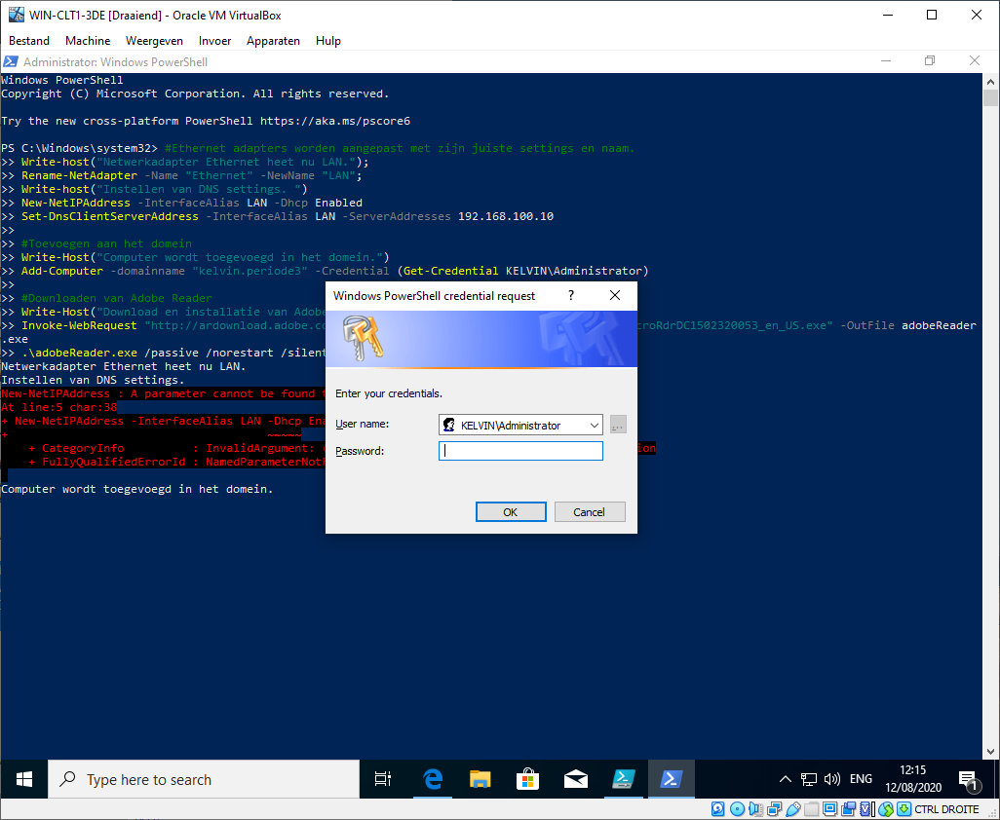 WIN-CLT1-3DE [Draaiend] - Oracle VM VirtualBox
Bestand Machine Weergeven Invoer Apparaten Hulp
Administrator: Windows PowerShell
Windows PowerShell
Copyright (C) Microsoft Corporation. All rights reserved.
Try the new cross-platform PowerShell https://aka.ms/pscore6
PS C:\Windows\system32> #Ethernet adapters worden aangepast met zijn juiste settings en naam.
>> Write-host("Netwerkadapter Ethernet heet nu LAN.");
>> Rename-NetAdapter -Name "Ethernet" -NewName "LAN";
>> Write-host("Instellen van DNS settings. ")
>> New-NetIPAddress -InterfaceAlias LAN -Dhcp Enabled
>> Set-DnsClientServerAddress -InterfaceAlias LAN -ServerAddresses 192.168.100.10
>>
>> #Toevoegen aan het domein
>> Write-Host("Computer wordt toegevoegd in het domein.")
>> Add-Computer -domainname "kelvin.periode3" -Credential (Get-Credential KELVIN\Administrator)
>>
>> #Downloaden van Adobe Reader
>> Write-Host("Download en installatie van Adobe
>> Invoke-WebRequest "http://ardownload.adobe.co croRdrDC1502320053_en_US.exe" -OutFile adobeReader
.exe
>> .\adobeReader.exe /passive /norestart /silent
Netwerkadapter Ethernet heet nu LAN.
Instellen van DNS settings.
New-NetIPAddress : A parameter cannot be found
At line:5 char:38
+ New-NetIPAddress -InterfaceAlias LAN -Dhcp Ena
+ ~~~~~
+ CategoryInfo : InvalidArgument: ion
+ FullyQualifiedErrorId : NamedParameterNot
Computer wordt toegevoegd in het domein.
Windows PowerShell credential request ?
Enter your credentials.
User name: KELVIN\Administrator ...
Password:
OK Cancel
Type here to search
ENG
12:15
12/08/2020
1
CTRL DROITE